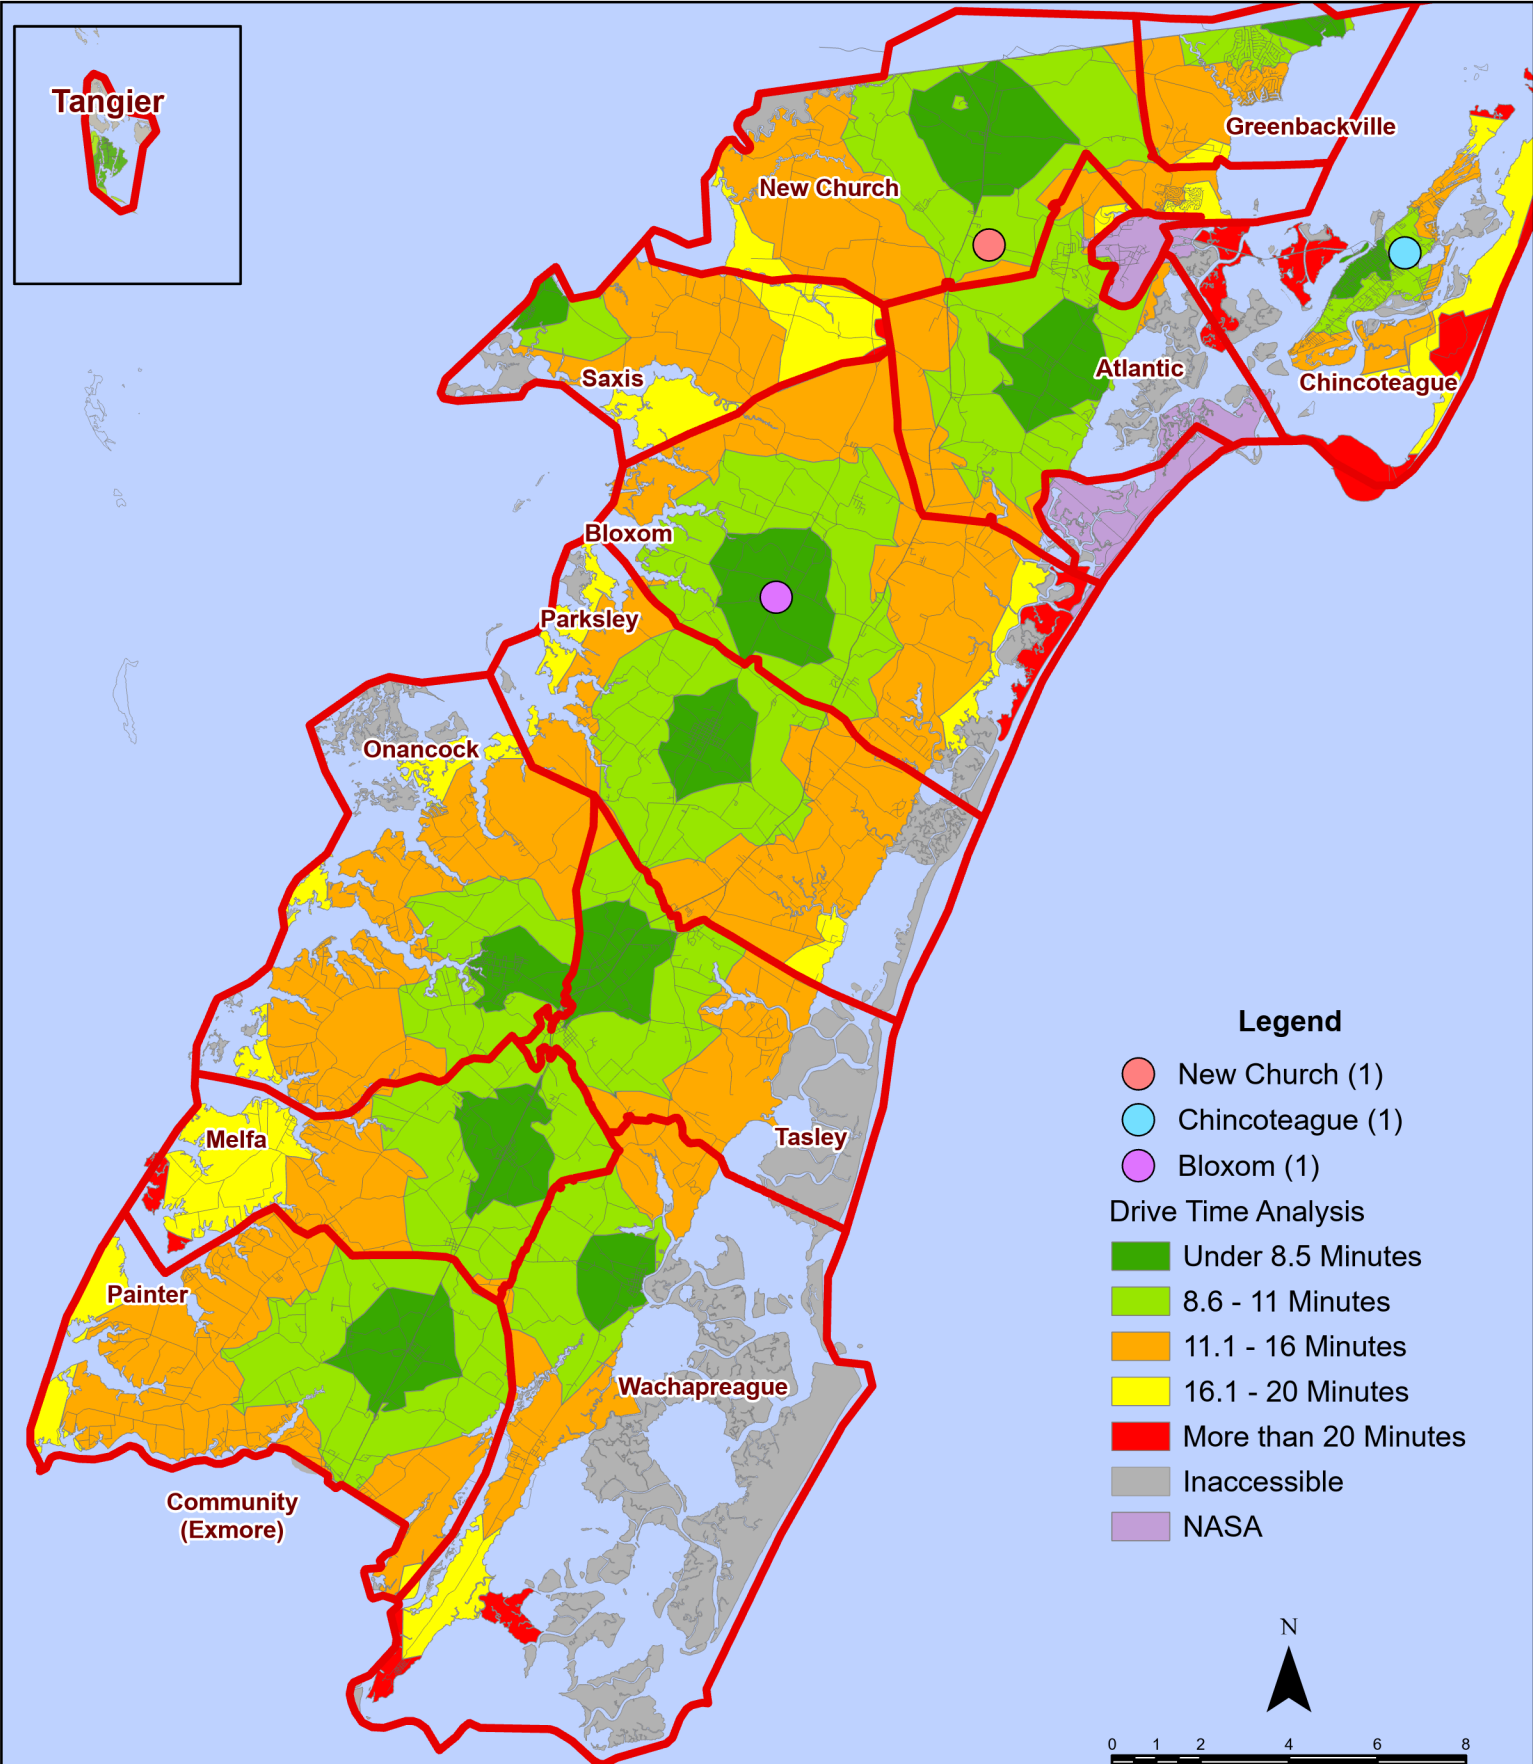 Tangier
Greenbackville
New Church
Atlantic
Chincoteague
Saxis
Bloxom
Parksley
Onancock
Melfa
Tasley
Painter
Wachapreague
Community
(Exmore)
Legend
New Church (1)
Chincoteague (1)
Bloxom (1)
Drive Time Analysis
Under 8.5 Minutes
8.6 - 11 Minutes
11.1 - 16 Minutes
16.1 - 20 Minutes
More than 20 Minutes
Inaccessible
NASA
N
0 1 2 4 6 8